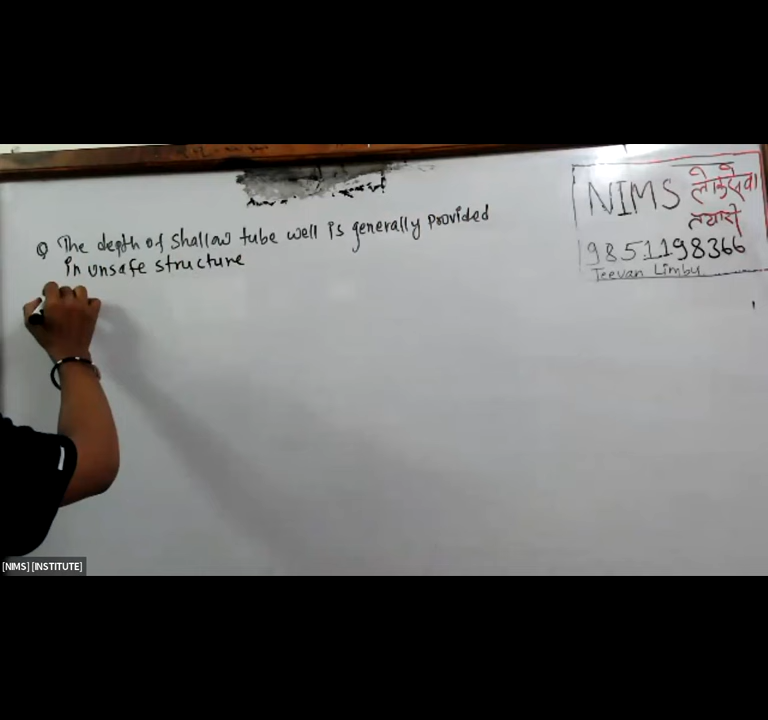 Q The depth of shallow tube well is generally provided
in unsafe structure
NIMS लोकसेवा
तयारी
9851198366
Jeevan Limbu
[NIMS] [INSTITUTE]